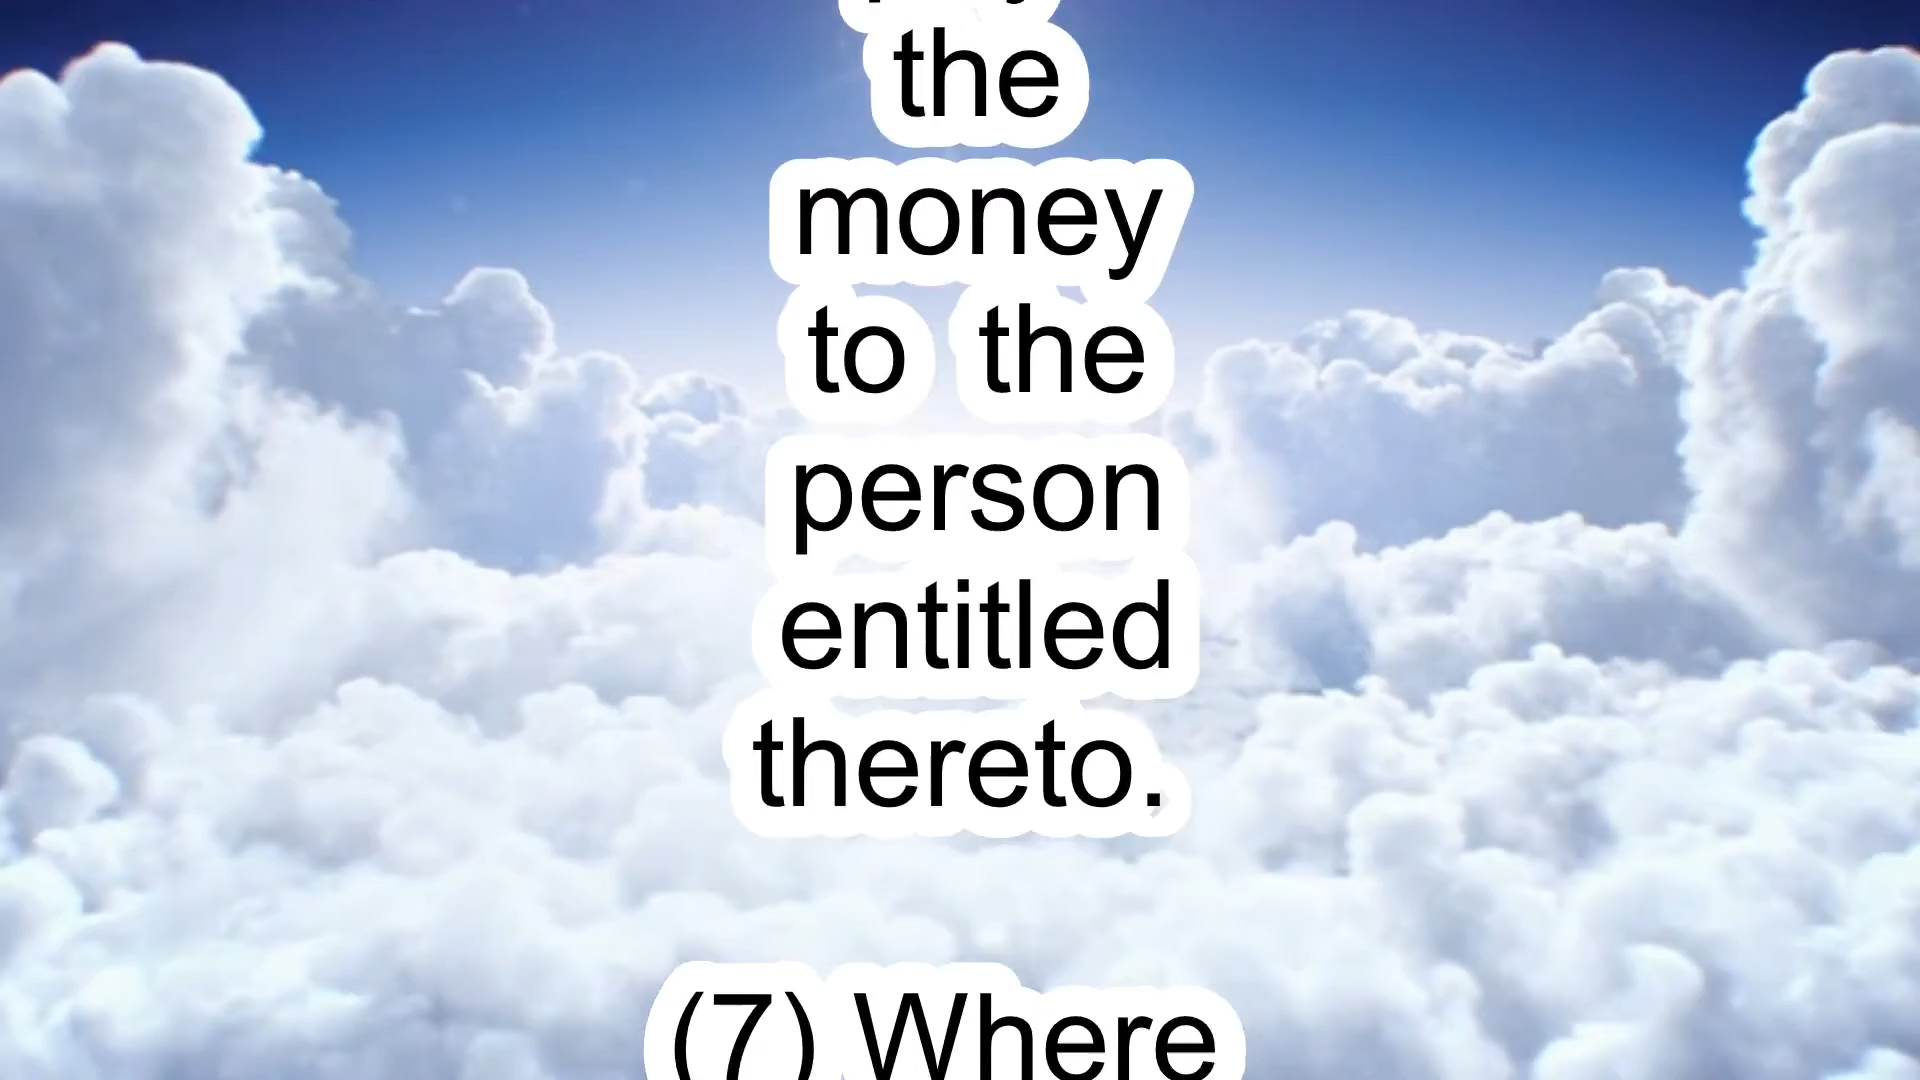 the
money
to the
person
entitled
thereto.
(7) Where